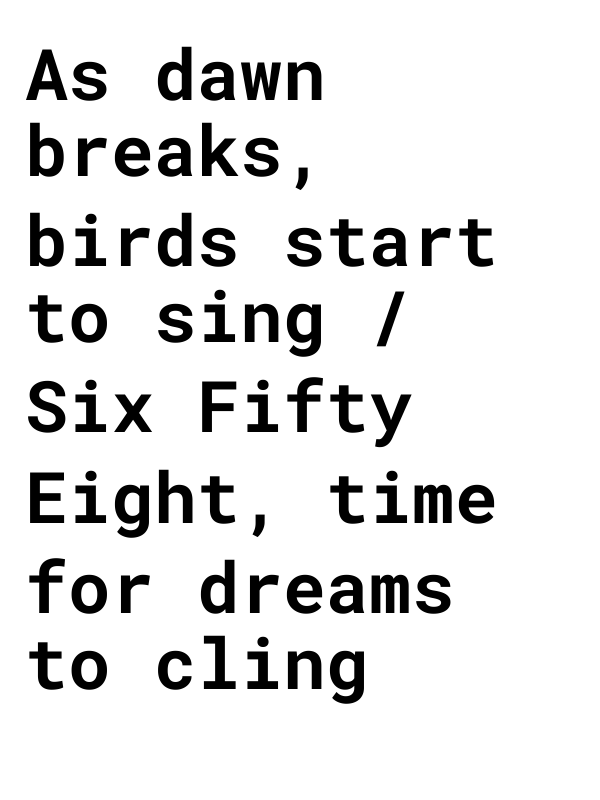 As dawn
breaks,
birds start
to sing /
Six Fifty
Eight, time
for dreams
to cling